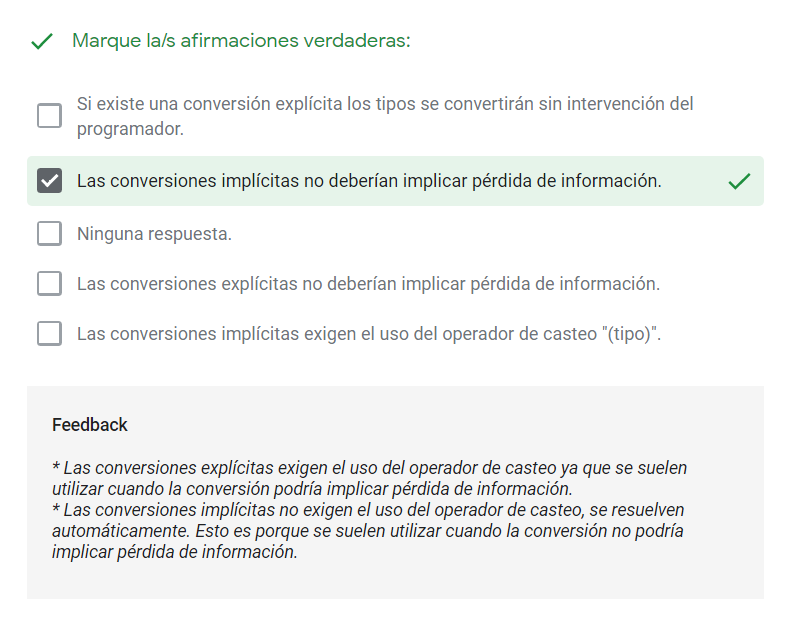 Marque la/s afirmaciones verdaderas:
Si existe una conversión explícita los tipos se convertirán sin intervención del
programador.
Las conversiones implícitas no deberían implicar pérdida de información.
Ninguna respuesta.
Las conversiones explícitas no deberían implicar pérdida de información.
Las conversiones implícitas exigen el uso del operador de casteo "(tipo)".
Feedback
* Las conversiones explícitas exigen el uso del operador de casteo ya que se suelen
utilizar cuando la conversión podría implicar pérdida de información.
* Las conversiones implícitas no exigen el uso del operador de casteo, se resuelven
automáticamente. Esto es porque se suelen utilizar cuando la conversión no podría
implicar pérdida de información.